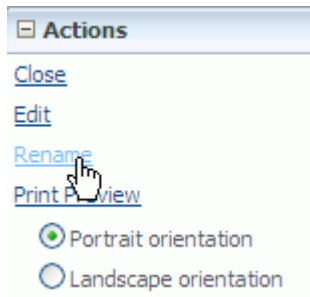 Actions
Close
Edit
Rename
Print Preview
Portrait orientation
Landscape orientation